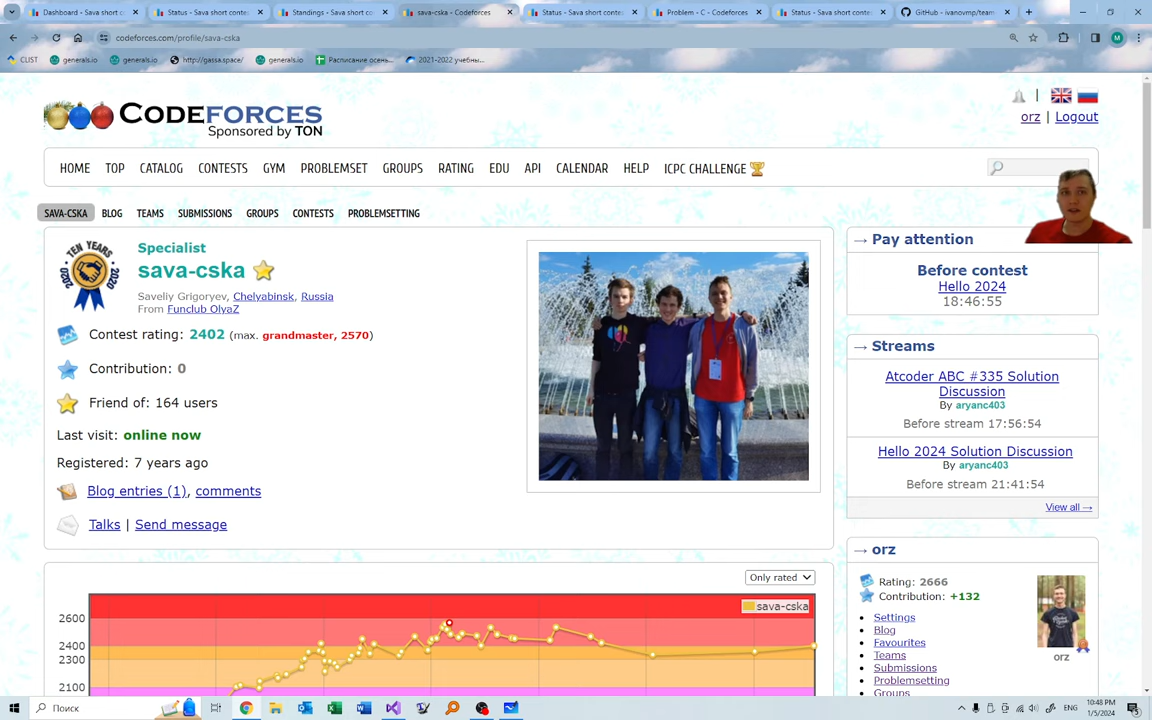 Dashboard - Sava short conte
Status - Sava short conte
Standings - Sava short conte
sava-cska - Codeforces
Status - Sava short conte
Problem - C - Codeforces
Status - Sava short conte
GitHub - ivanovmp/team
codeforces.com/profile/sava-cska
M
CLIST
generals.io
generals.io
http://gassa.space/
generals.io
Расписание осень...
2021-2022 учебны...
CODEFORCES
Sponsored by TON
orz | Logout
HOME TOP CATALOG CONTESTS GYM PROBLEMSET GROUPS RATING EDU API CALENDAR HELP ICPC CHALLENGE
SAVA-CSKA BLOG TEAMS SUBMISSIONS GROUPS CONTESTS PROBLEMSETTING
TEN YEARS
2010 2020
Specialist
sava-cska
Saveliy Grigoryev, Chelyabinsk, Russia
From Funclub OlyaZ
Contest rating: 2402 (max. grandmaster, 2570)
Contribution: 0
Friend of: 164 users
Last visit: online now
Registered: 7 years ago
Blog entries (1), comments
Talks | Send message
→ Pay attention
Before contest
Hello 2024
18:46:55
→ Streams
Atcoder ABC #335 Solution
Discussion
By aryanc403
Before stream 17:56:54
Hello 2024 Solution Discussion
By aryanc403
Before stream 21:41:54
View all →
→ orz
Rating: 2666
Contribution: +132
Settings
Blog
Favourites
Teams
Submissions
Problemsetting
Groups
orz
Only rated
sava-cska
2600
2400
2300
2100
Поиск
ENG
10:48 PM
1/5/2024